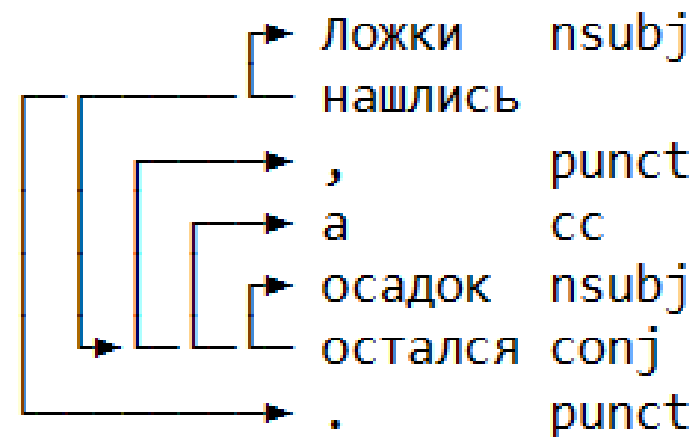 Ложки nsubj
нашлись
, punct
а cc
осадок nsubj
остался conj
. punct